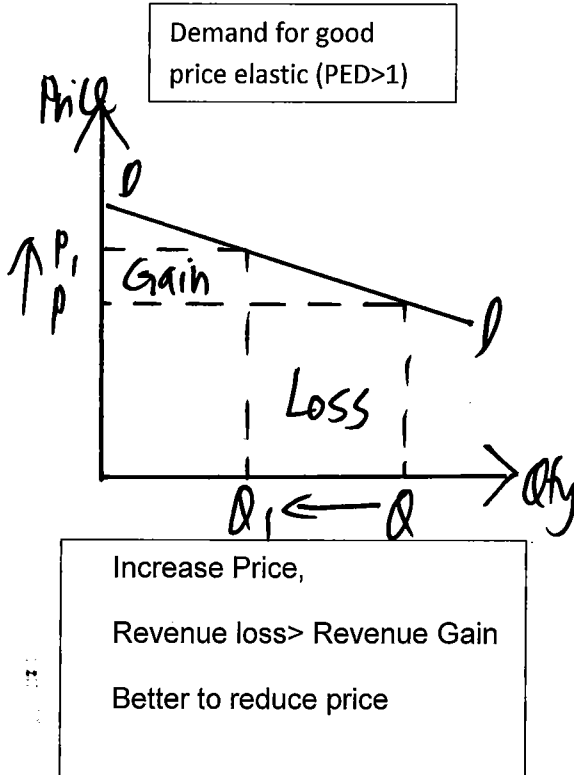 Demand for good
price elastic (PED>1)
Price
D
P₁
Gain
P
D
Loss
Q₁
Q
Qty
Increase Price,
Revenue loss> Revenue Gain
Better to reduce price